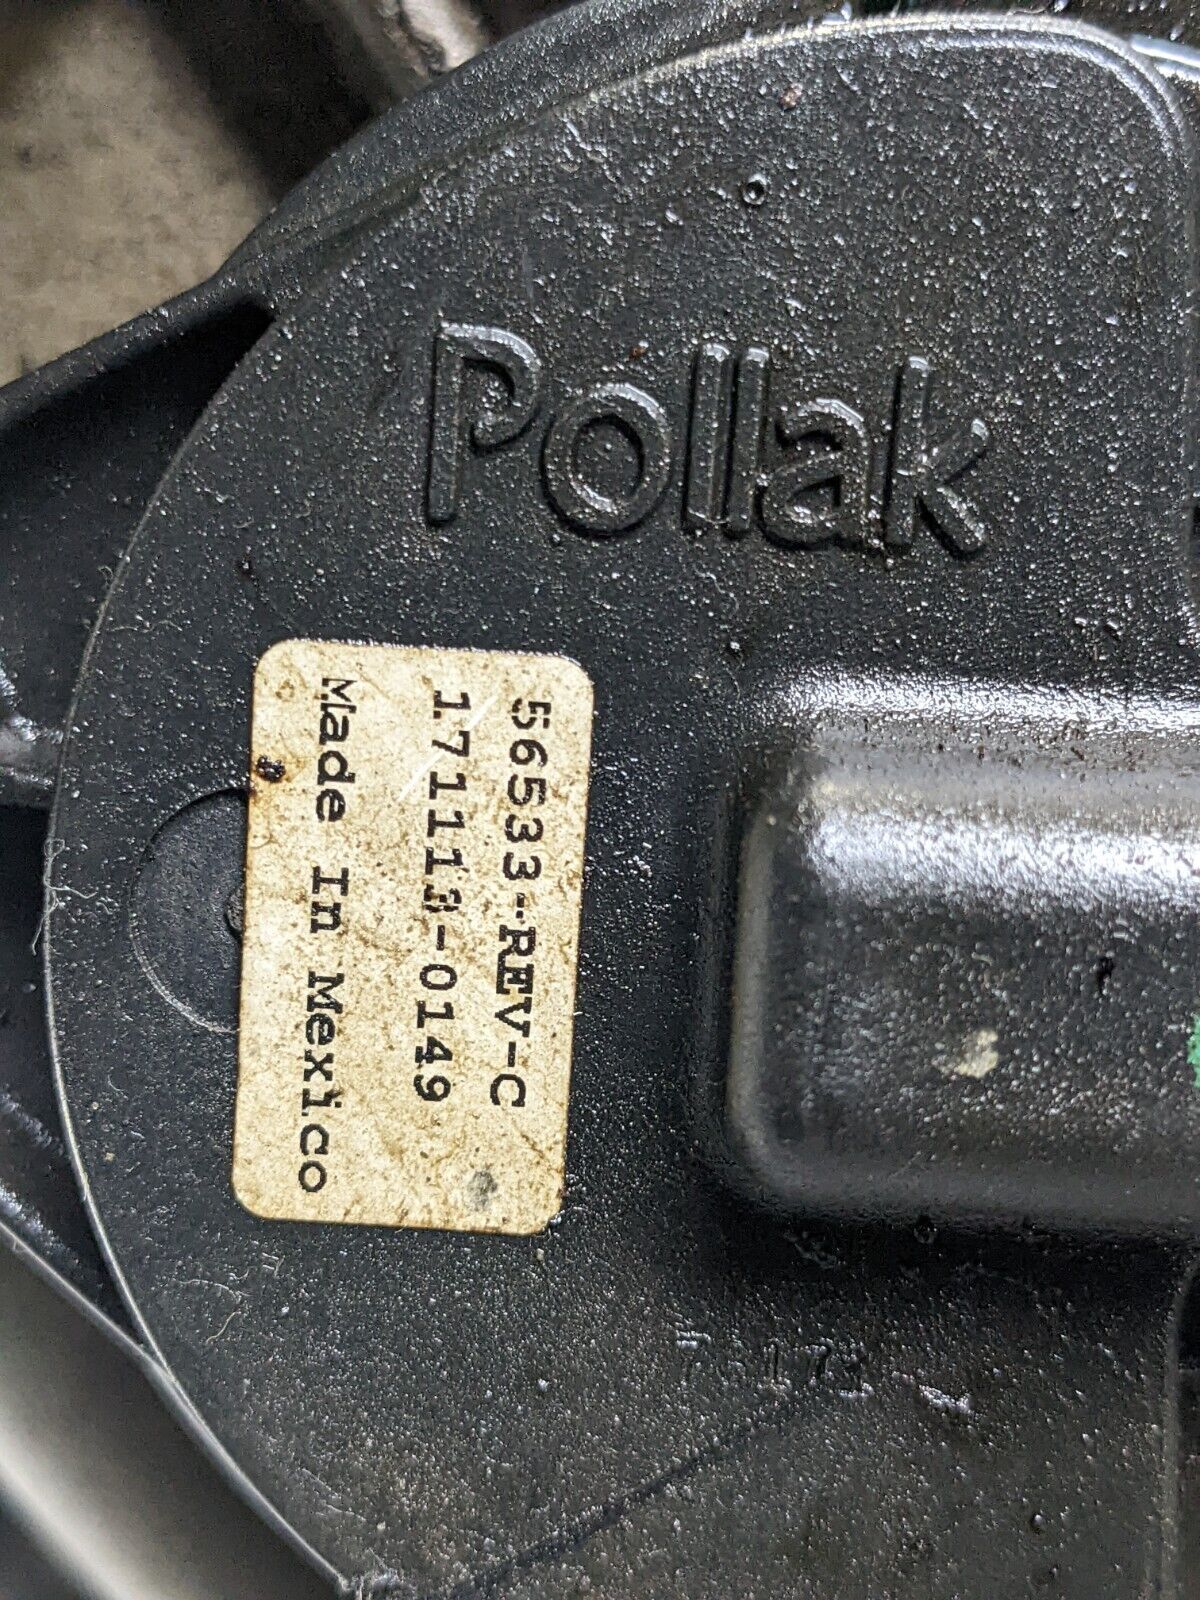 Pollak
56533-REV-C
171113-0149
Made In Mexico